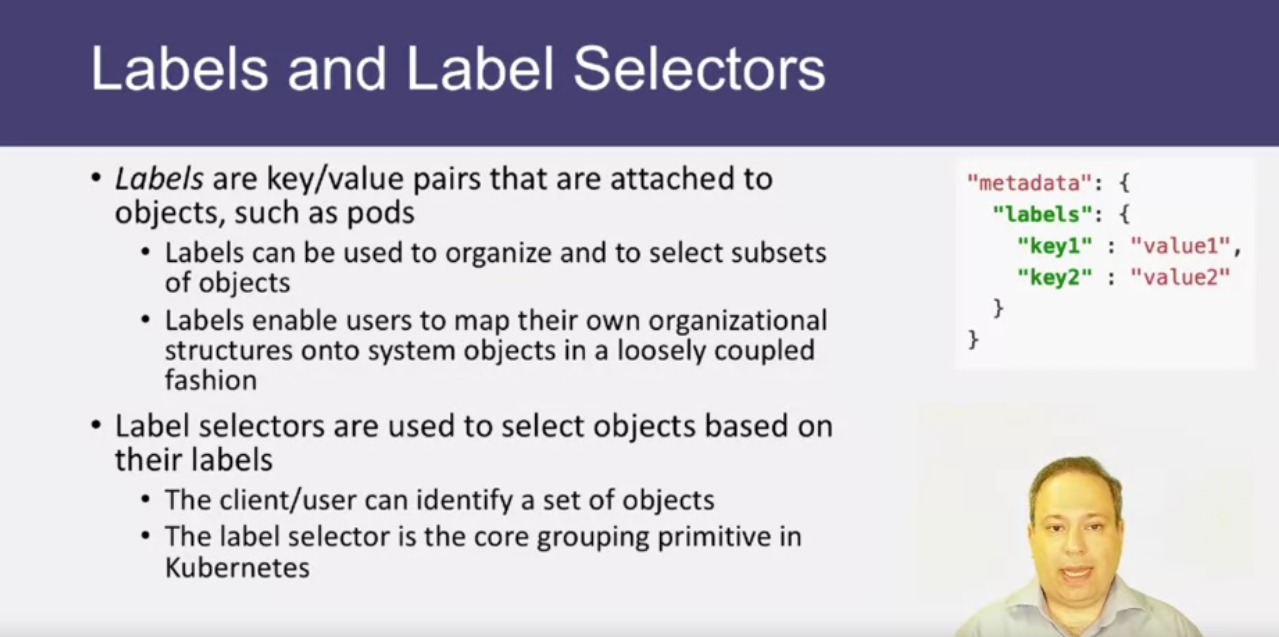 Labels and Label Selectors
• Labels are key/value pairs that are attached to
objects, such as pods
• Labels can be used to organize and to select subsets
of objects
• Labels enable users to map their own organizational
structures onto system objects in a loosely coupled
fashion
• Label selectors are used to select objects based on
their labels
• The client/user can identify a set of objects
• The label selector is the core grouping primitive in
Kubernetes
"metadata": {
"labels": {
"key1" : "value1",
"key2" : "value2"
}
}